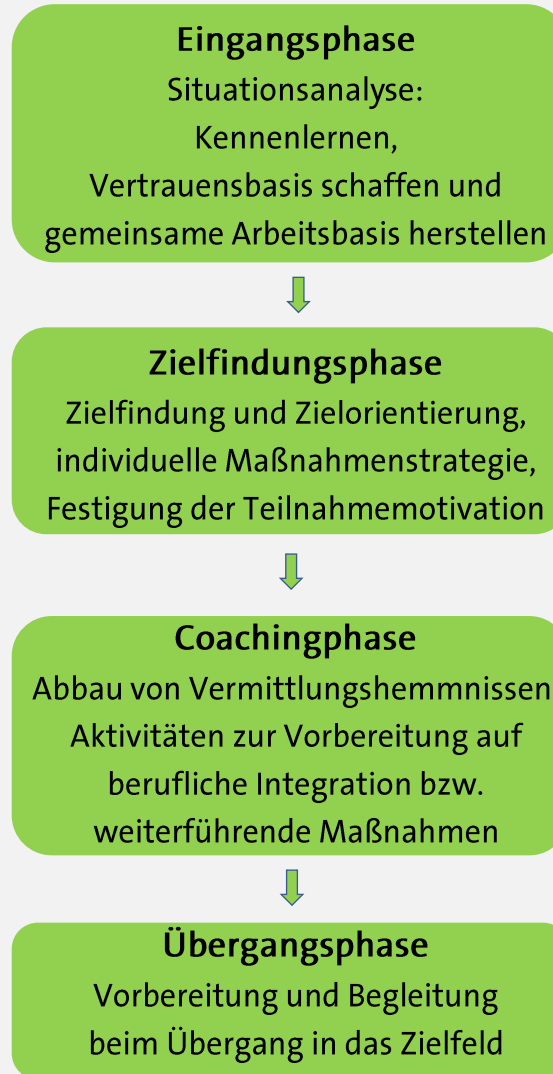 Eingangsphase
Situationsanalyse:
Kennenlernen,
Vertrauensbasis schaffen und
gemeinsame Arbeitsbasis herstellen
Zielfindungsphase
Zielfindung und Zielorientierung,
individuelle Maßnahmenstrategie,
Festigung der Teilnahmemotivation
Coachingphase
Abbau von Vermittlungshemmnissen
Aktivitäten zur Vorbereitung auf
berufliche Integration bzw.
weiterführende Maßnahmen
Übergangsphase
Vorbereitung und Begleitung
beim Übergang in das Zielfeld